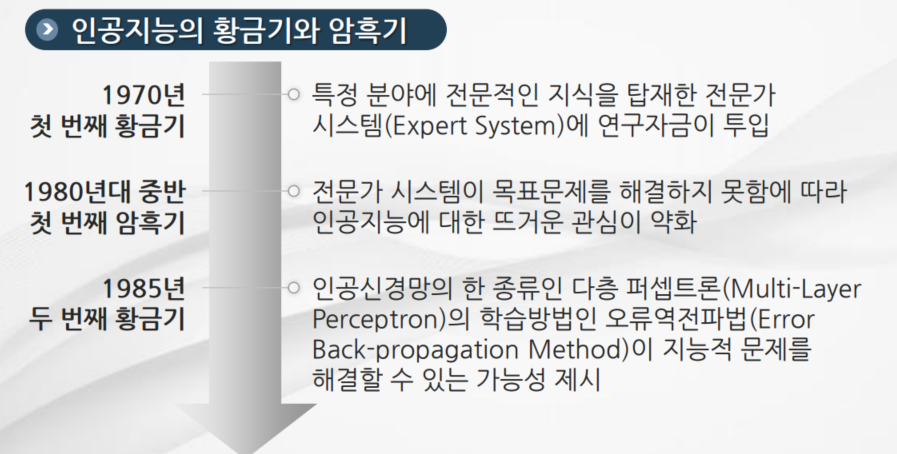 인공지능의 황금기와 암흑기
1970년
첫 번째 황금기
특정 분야에 전문적인 지식을 탑재한 전문가
시스템(Expert System)에 연구자금이 투입
1980년대 중반
첫 번째 암흑기
전문가 시스템이 목표문제를 해결하지 못함에 따라
인공지능에 대한 뜨거운 관심이 약화
1985년
두 번째 황금기
인공신경망의 한 종류인 다층 퍼셉트론(Multi-Layer
Perceptron)의 학습방법인 오류역전파법(Error
Back-propagation Method)이 지능적 문제를
해결할 수 있는 가능성 제시